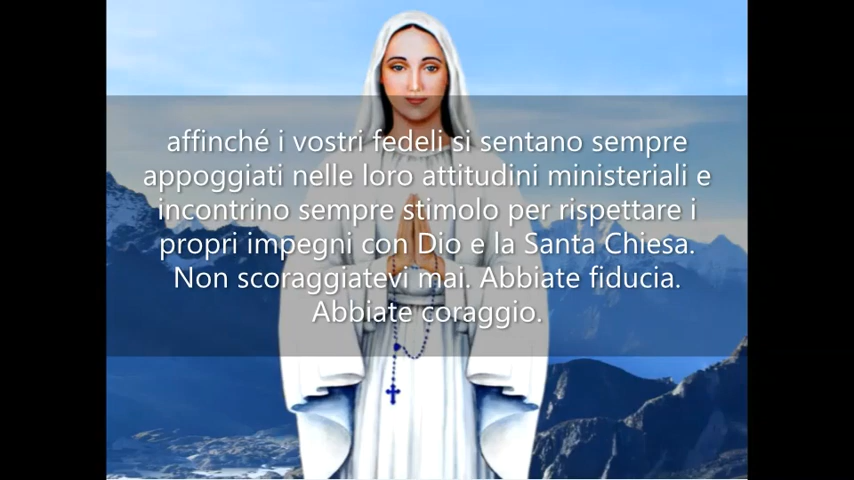 affinché i vostri fedeli si sentano sempre
appoggiati nelle loro attitudini ministeriali e
incontrino sempre stimolo per rispettare i
propri impegni con Dio e la Santa Chiesa.
Non scoraggiatevi mai. Abbiate fiducia.
Abbiate coraggio.